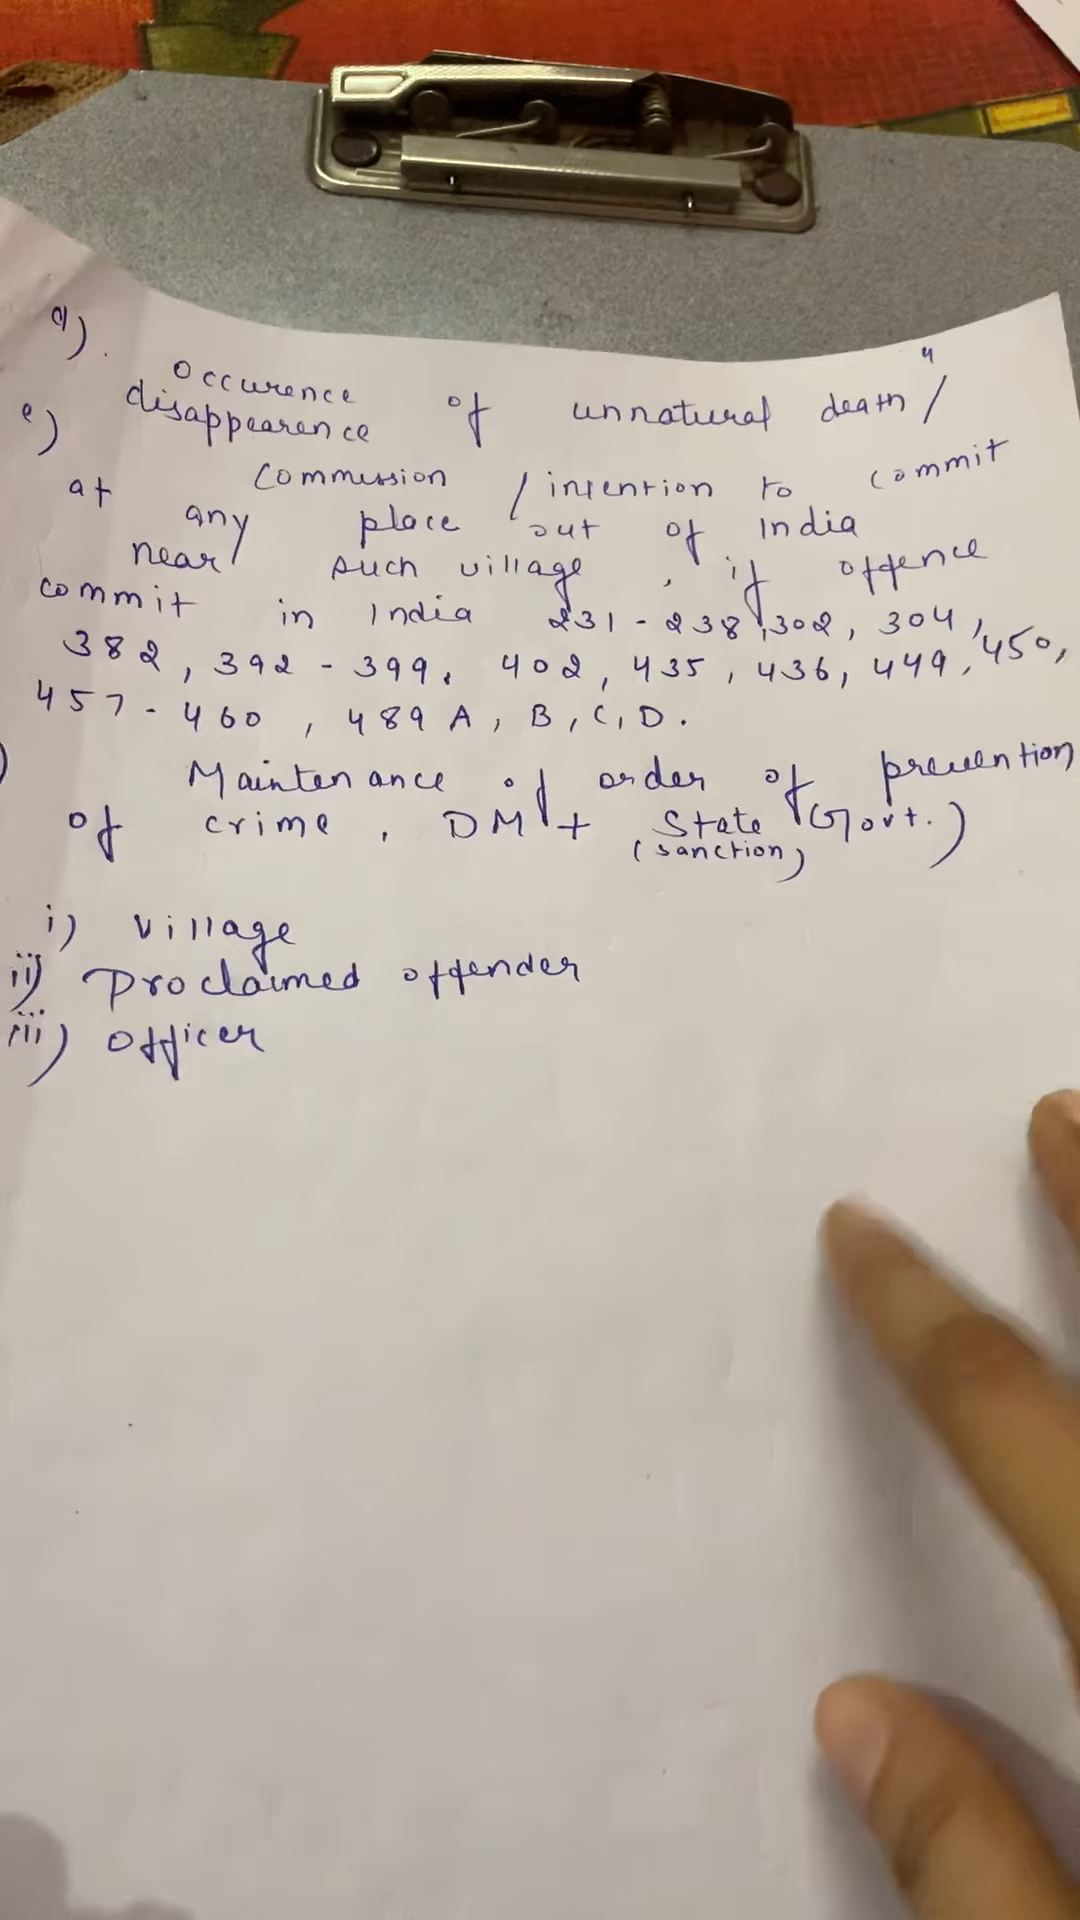 d).
4
occurence of unnatural death/
disappearence
e) commission / intention to commit
at any place out of India
near such village, if offence
commit in India 231-238, 302, 304,
382, 392-399, 402, 435, 436, 449, 450,
457-460, 489 A, B, C, D.
) Maintenance of order of prevention
of crime, DM + State Govt.)
(sanction)
i) Village
ii) Proclaimed offender
iii) Officer